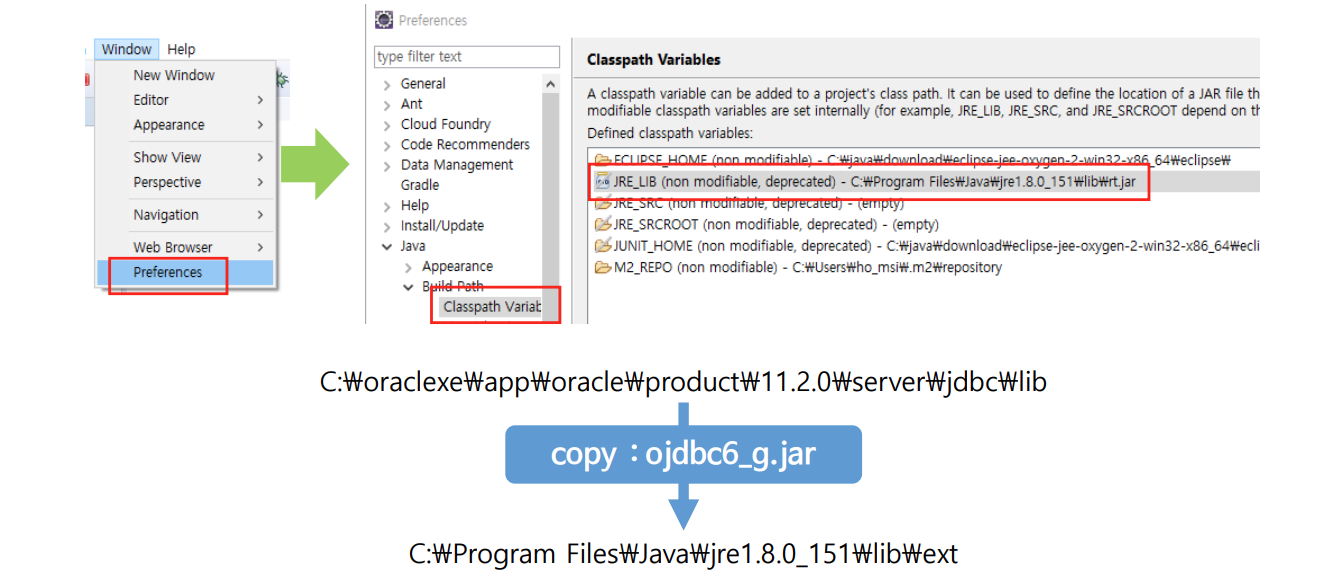 Window Help
New Window
Editor
Appearance
Show View
Perspective
Navigation
Web Browser
Preferences
Preferences
type filter text
General
Ant
Cloud Foundry
Code Recommenders
Data Management
Gradle
Help
Install/Update
Java
Appearance
Build Path
Classpath Variab
Classpath Variables
A classpath variable can be added to a project's class path. It can be used to define the location of a JAR file th
modifiable classpath variables are set internally (for example, JRE_LIB, JRE_SRC, and JRE_SRCROOT depend on th
Defined classpath variables:
ECLIPSE_HOME (non modifiable) - C:₩java₩download₩eclipse-jee-oxygen-2-win32-x86_64₩eclipse₩
JRE_LIB (non modifiable, deprecated) - C:₩Program Files₩Java₩jre1.8.0_151₩lib₩rt.jar
JRE_SRC (non modifiable, deprecated) - (empty)
JRE_SRCROOT (non modifiable, deprecated) - (empty)
JUNIT_HOME (non modifiable, deprecated) - C:₩java₩download₩eclipse-jee-oxygen-2-win32-x86_64₩ecli
M2_REPO (non modifiable) - C:₩Users₩ho_msi₩.m2₩repository
C:₩oraclexe₩app₩oracle₩product₩11.2.0₩server₩jdbc₩lib
copy : ojdbc6_g.jar
C:₩Program Files₩Java₩jre1.8.0_151₩lib₩ext